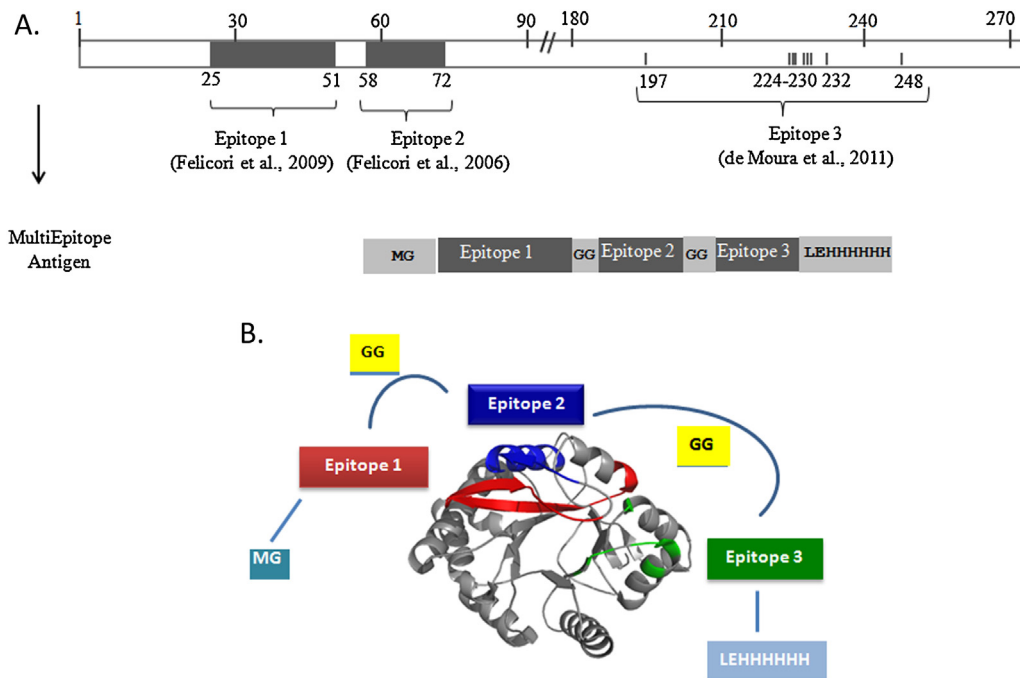 A.
1 30 60 90 180 210 240 270
25 51 58 72 197 224-230 232 248
Epitope 1
(Felicori et al., 2009)
Epitope 2
(Felicori et al., 2006)
Epitope 3
(de Moura et al., 2011)
MultiEpitope
Antigen
MG Epitope 1 GG Epitope 2 GG Epitope 3 LEHHHHHH
B.
GG
Epitope 2
GG
Epitope 1
MG
Epitope 3
LEHHHHHH